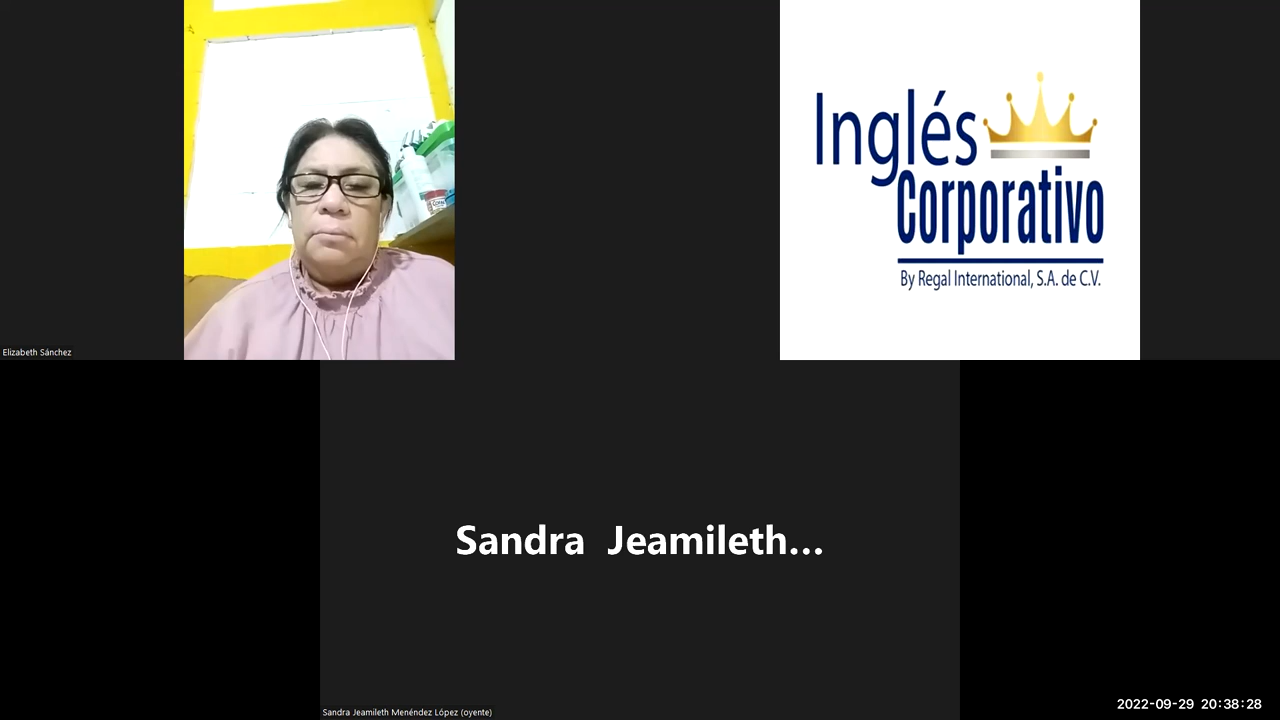 Inglés
Corporativo
By Regal International, S.A. de C.V.
Elizabeth Sánchez
Sandra Jeamileth...
Sandra Jeamileth Menéndez López (oyente)
2022-09-29 20:38:28